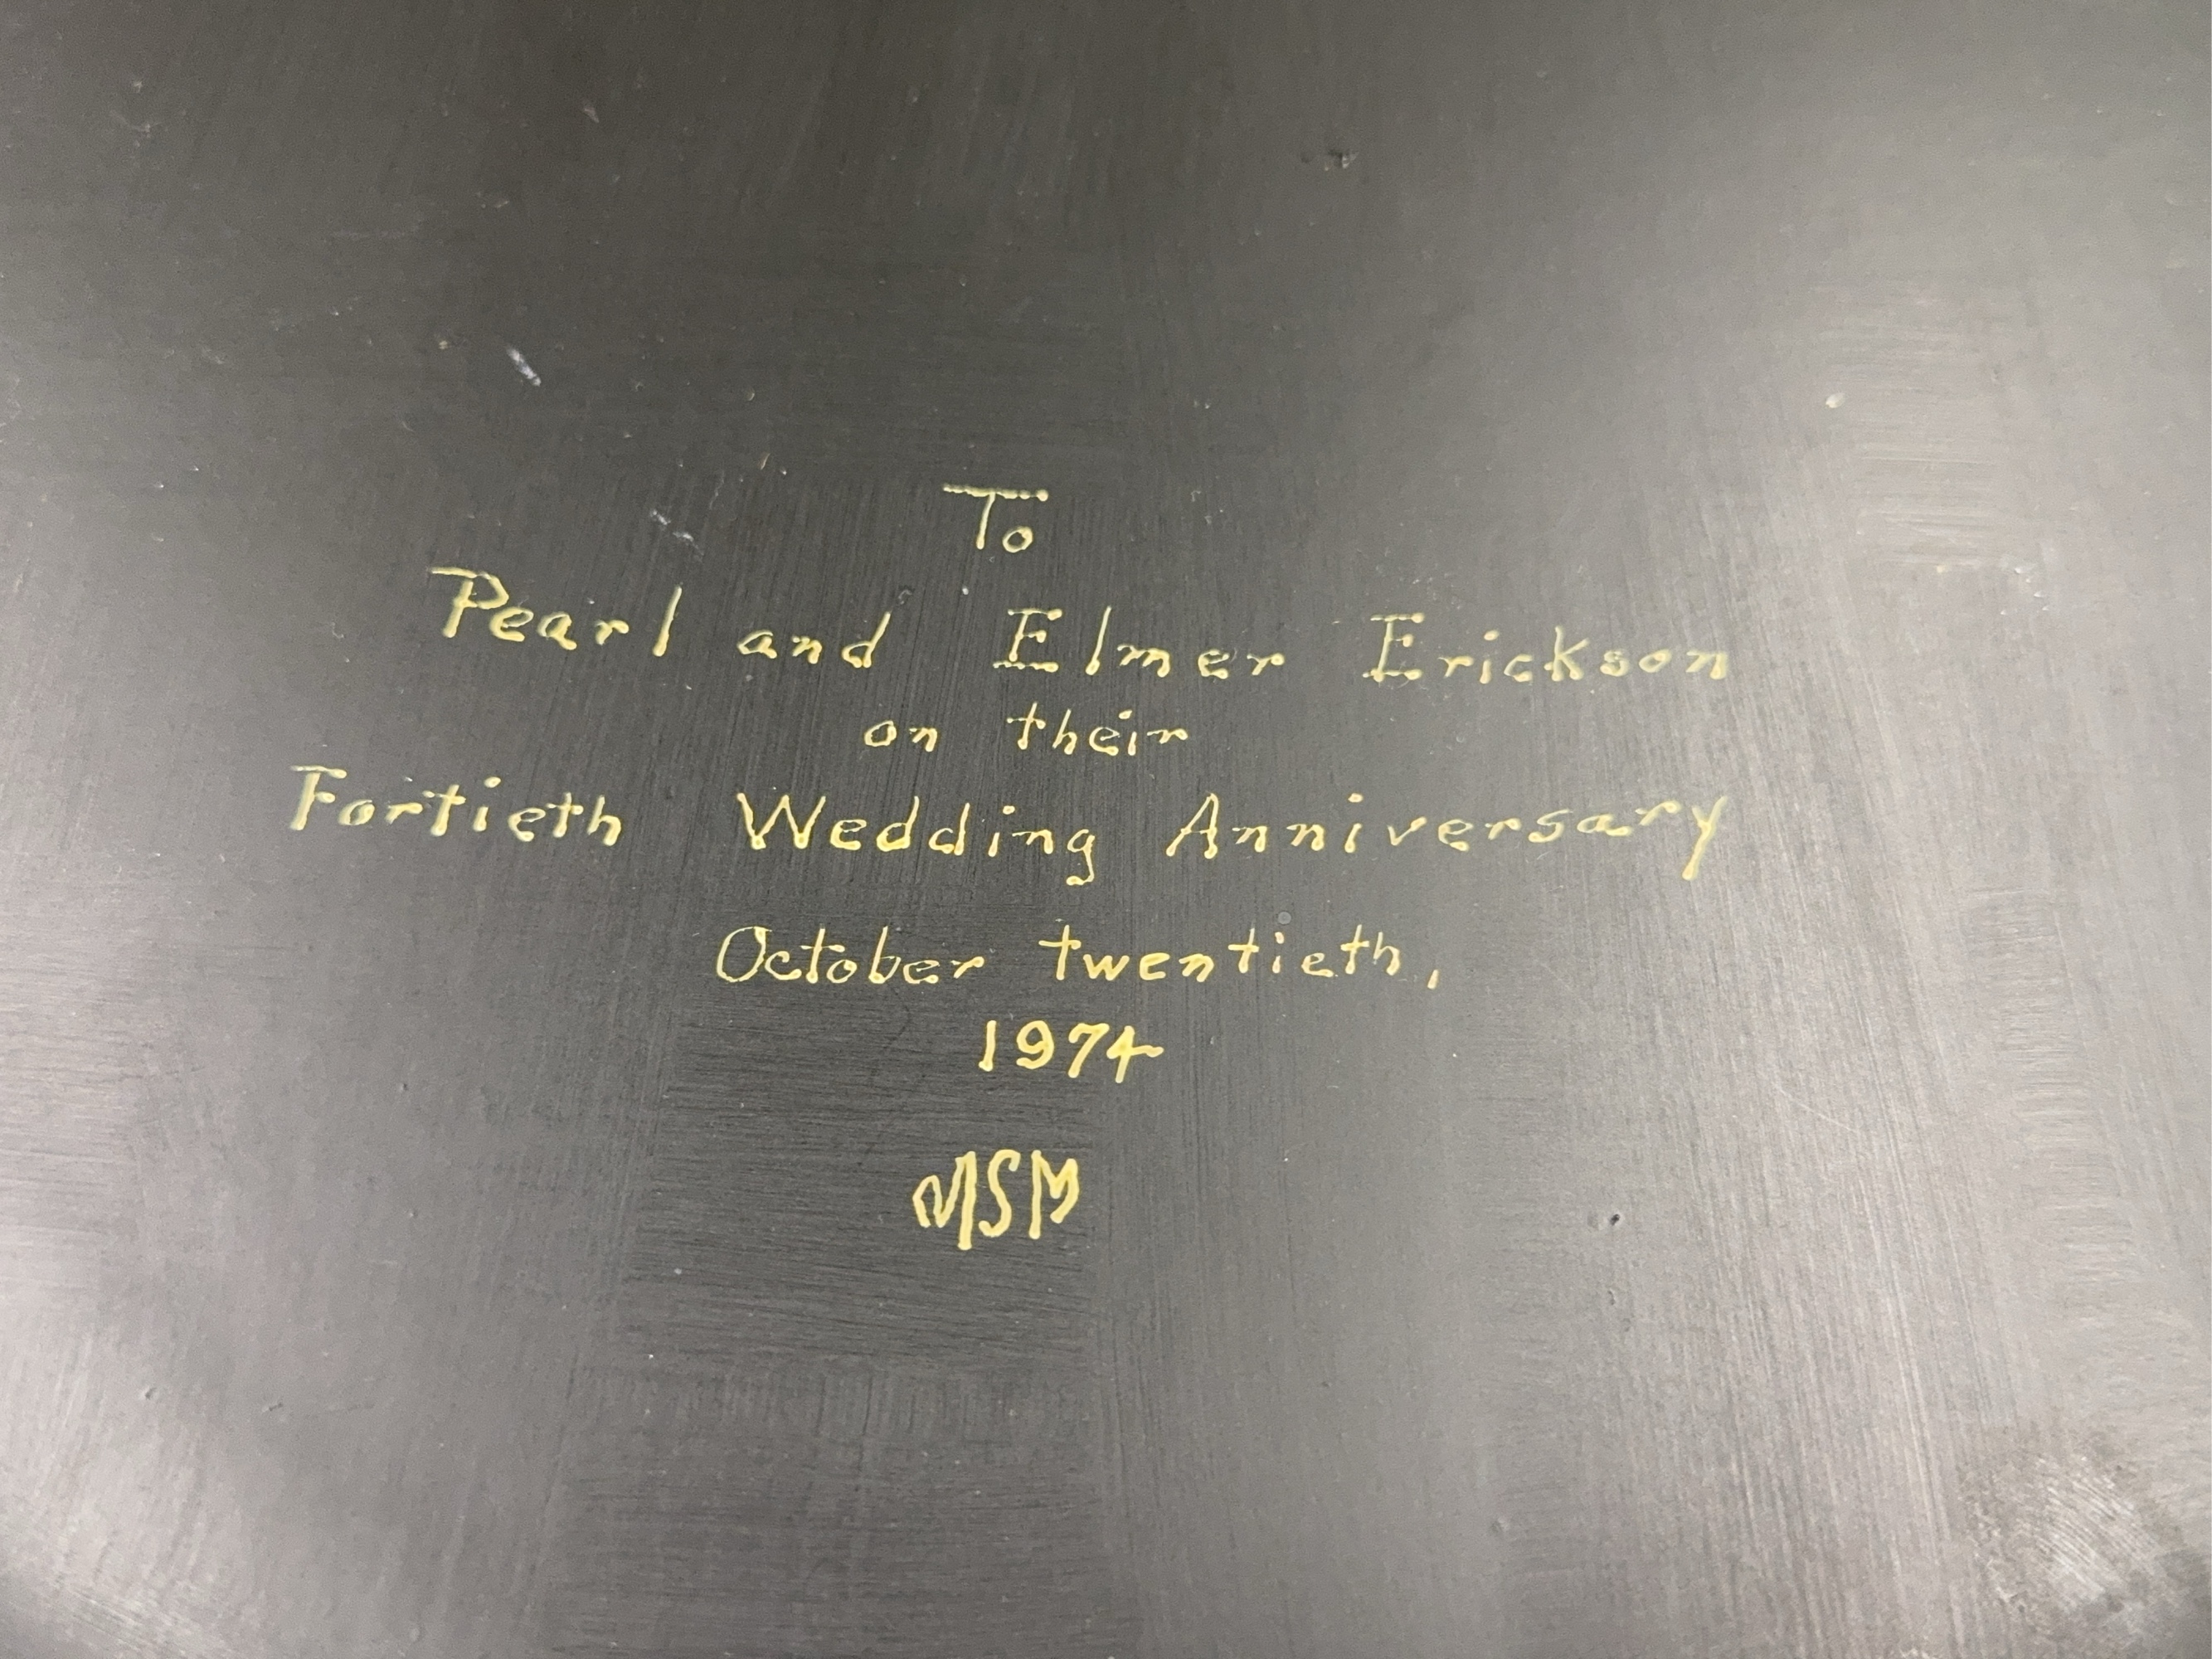 To
Pearl and Elmer Erickson
on their
Fortieth Wedding Anniversary
October twentieth,
1974
MSM